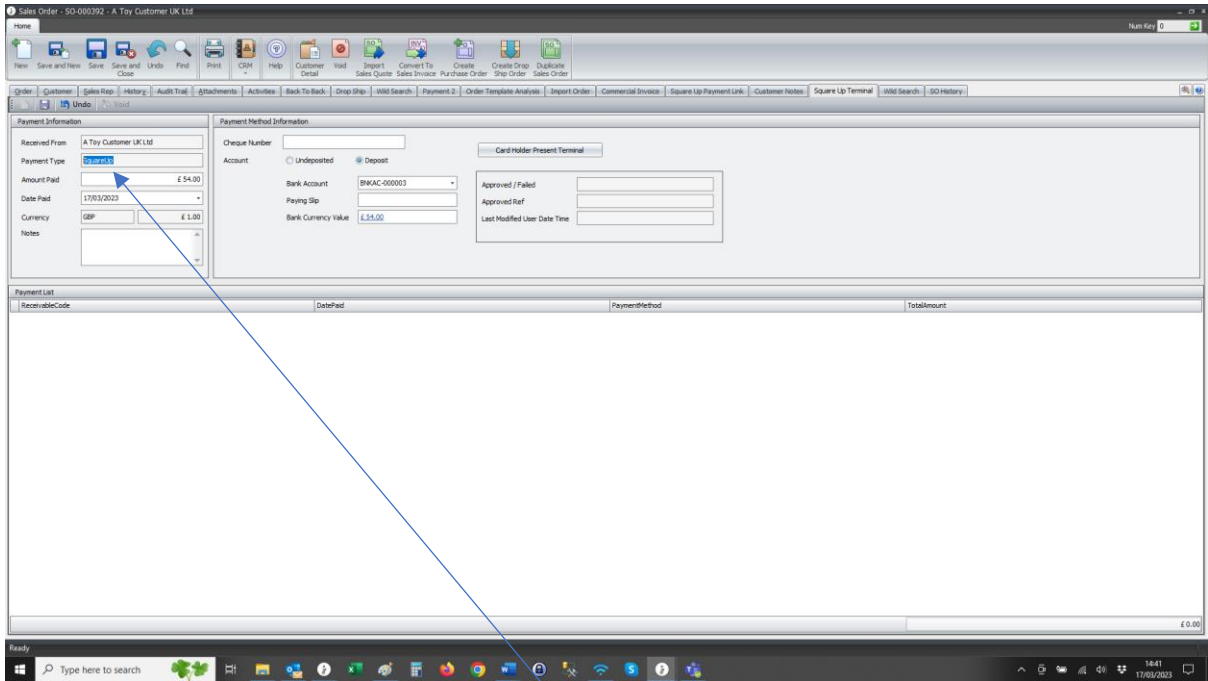 Sales Order - SO-000392 - A Toy Customer UK Ltd
Home
Num Key 0
New Save and New Save Save and Close Undo Find Print CRM Help Customer Detail Void Import Sales Quote Convert To Sales Invoice Create Purchase Order Create Drop Ship Order Duplicate Sales Order
Order Customer Sales Rep History Audit Trail Attachments Activities Back To Back Drop Ship Wild Search Payment 2 Order Template Analysis Import Order Commercial Invoice Square Up Payment Link Customer Notes Square Up Terminal Wild Search SO History
Undo Void
Payment Information
Received From A Toy Customer UK Ltd
Payment Type SquareUp
Amount Paid £ 54.00
Date Paid 17/03/2023
Currency GBP £ 1.00
Notes
Payment Method Information
Cheque Number
Account Undeposited Deposit
Bank Account BNKAC-000003
Paying Slip
Bank Currency Value £ 54.00
Card Holder Present Terminal
Approved / Failed
Approved Ref
Last Modified User Date Time
Payment List
ReceivableCode DatePaid PaymentMethod TotalAmount
£ 0.00
Ready
Type here to search
14:41
17/03/2023